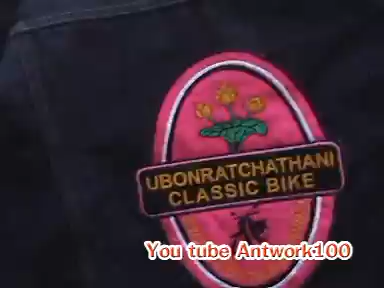 UBONRATCHATHANI
CLASSIC BIKE
You tube Antwork100